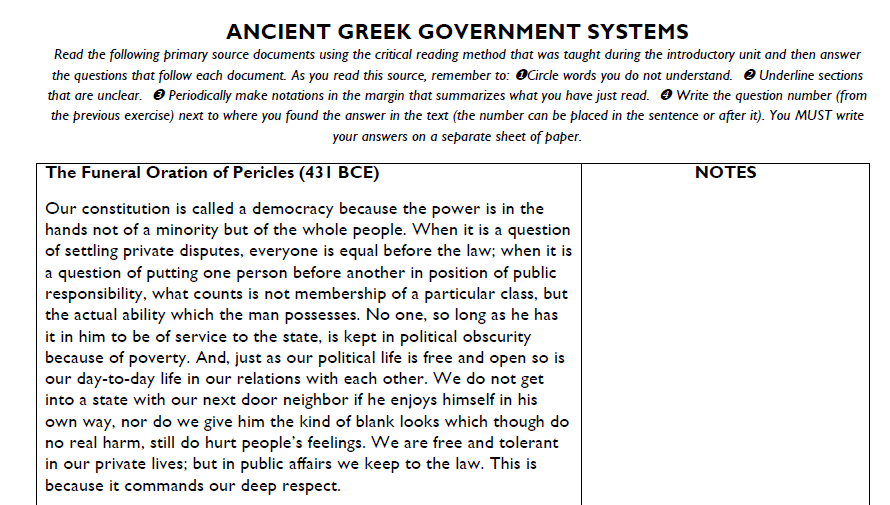 ANCIENT GREEK GOVERNMENT SYSTEMS
Read the following primary source documents using the critical reading method that was taught during the introductory unit and then answer
the questions that follow each document. As you read this source, remember to: ❶Circle words you do not understand. ❷ Underline sections
that are unclear. ❸ Periodically make notations in the margin that summarizes what you have just read. ❹ Write the question number (from
the previous exercise) next to where you found the answer in the text (the number can be placed in the sentence or after it). You MUST write
your answers on a separate sheet of paper.
The Funeral Oration of Pericles (431 BCE)
NOTES
Our constitution is called a democracy because the power is in the
hands not of a minority but of the whole people. When it is a question
of settling private disputes, everyone is equal before the law; when it is
a question of putting one person before another in position of public
responsibility, what counts is not membership of a particular class, but
the actual ability which the man possesses. No one, so long as he has
it in him to be of service to the state, is kept in political obscurity
because of poverty. And, just as our political life is free and open so is
our day-to-day life in our relations with each other. We do not get
into a state with our next door neighbor if he enjoys himself in his
own way, nor do we give him the kind of blank looks which though do
no real harm, still do hurt people's feelings. We are free and tolerant
in our private lives; but in public affairs we keep to the law. This is
because it commands our deep respect.